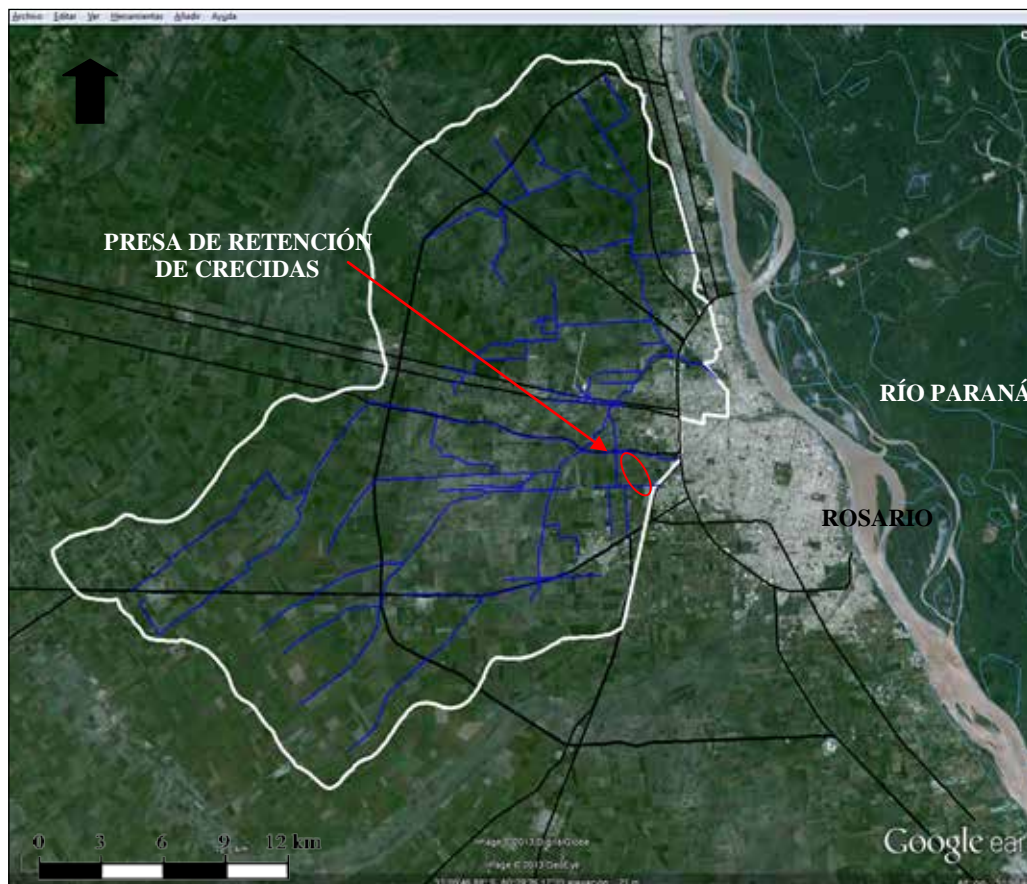 Archivo Editar Ver Herramientas Añadir Ayuda
PRESA DE RETENCIÓN
DE CRECIDAS
RÍO PARANÁ
ROSARIO
0 3 6 9 12 km
Image © 2013 DigitalGlobe
Image © 2013 GeoEye
Google ear